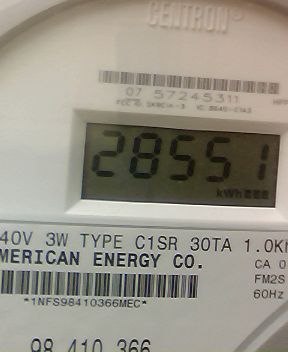 CENTRON®
07 57245311
28551
kWh
40V 3W TYPE C1SR 30TA 1.0K
MERICAN ENERGY CO.
CA 0
FM2S
60Hz
*1NFS98410366MEC*
98 410 366